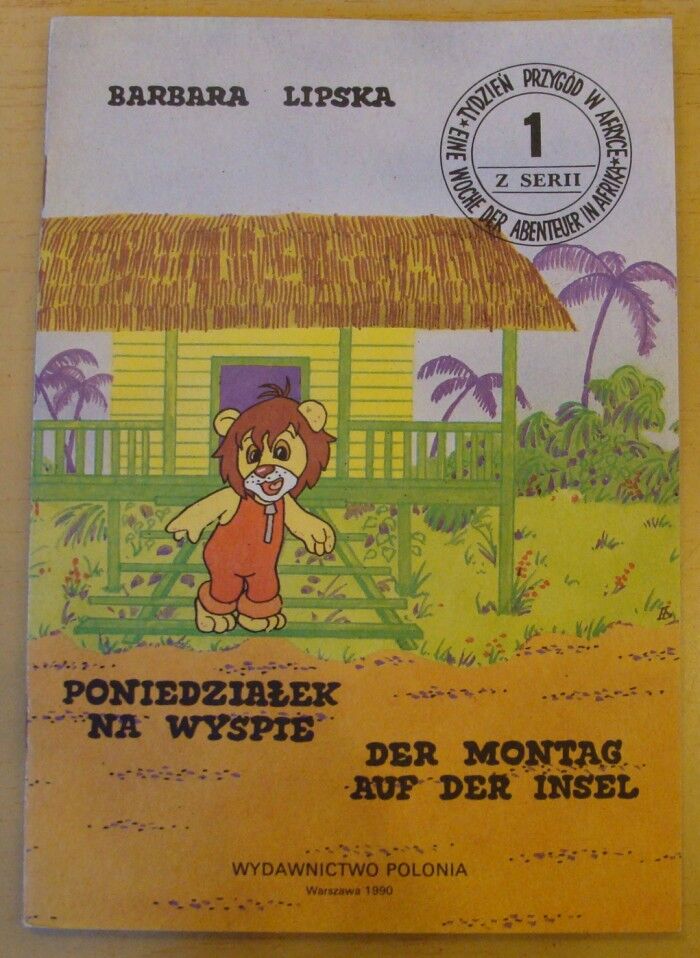 BARBARA LIPSKA
★TYDZIEŃ PRZYGÓD W AFRYCE★
EINE WOCHE DER ABENTEUER IN AFRIKA
1
Z SERII
PONIEDZIAŁEK
NA WYSPIE
DER MONTAG
AUF DER INSEL
WYDAWNICTWO POLONIA
Warszawa 1990